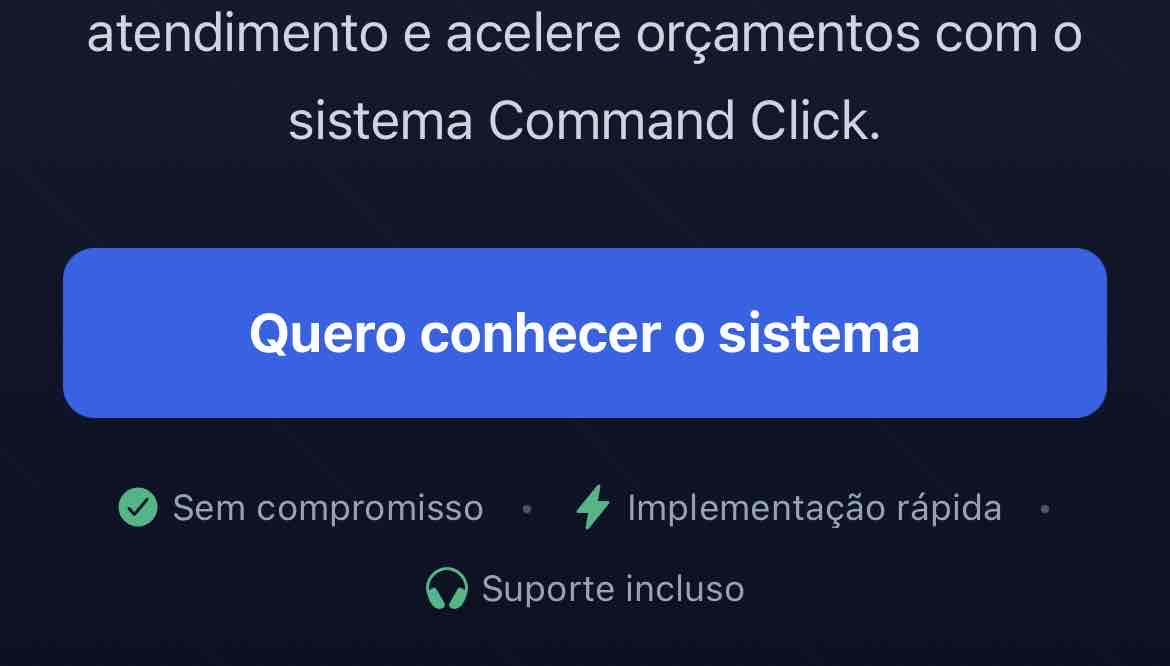 atendimento e acelere orçamentos com o
sistema Command Click.
Quero conhecer o sistema
Sem compromisso • Implementação rápida •
Suporte incluso